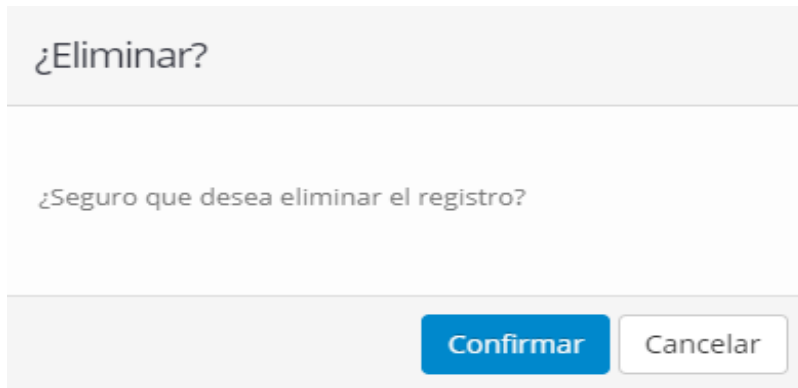 ¿Eliminar?
¿Seguro que desea eliminar el registro?
Confirmar Cancelar